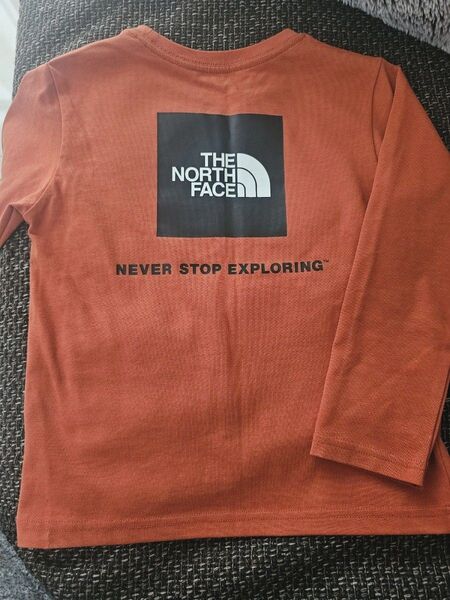 THE
NORTH
FACE
NEVER STOP EXPLORING™